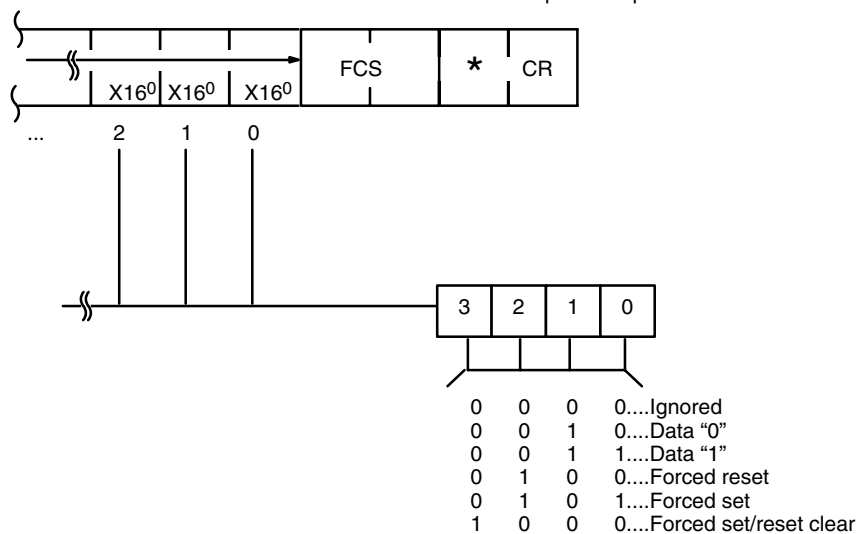 FCS * CR
X16⁰ X16⁰ X16⁰
... 2 1 0
3 2 1 0
0 0 0 0....Ignored
0 0 1 0....Data “0”
0 0 1 1....Data “1”
0 1 0 0....Forced reset
0 1 0 1....Forced set
1 0 0 0....Forced set/reset clear